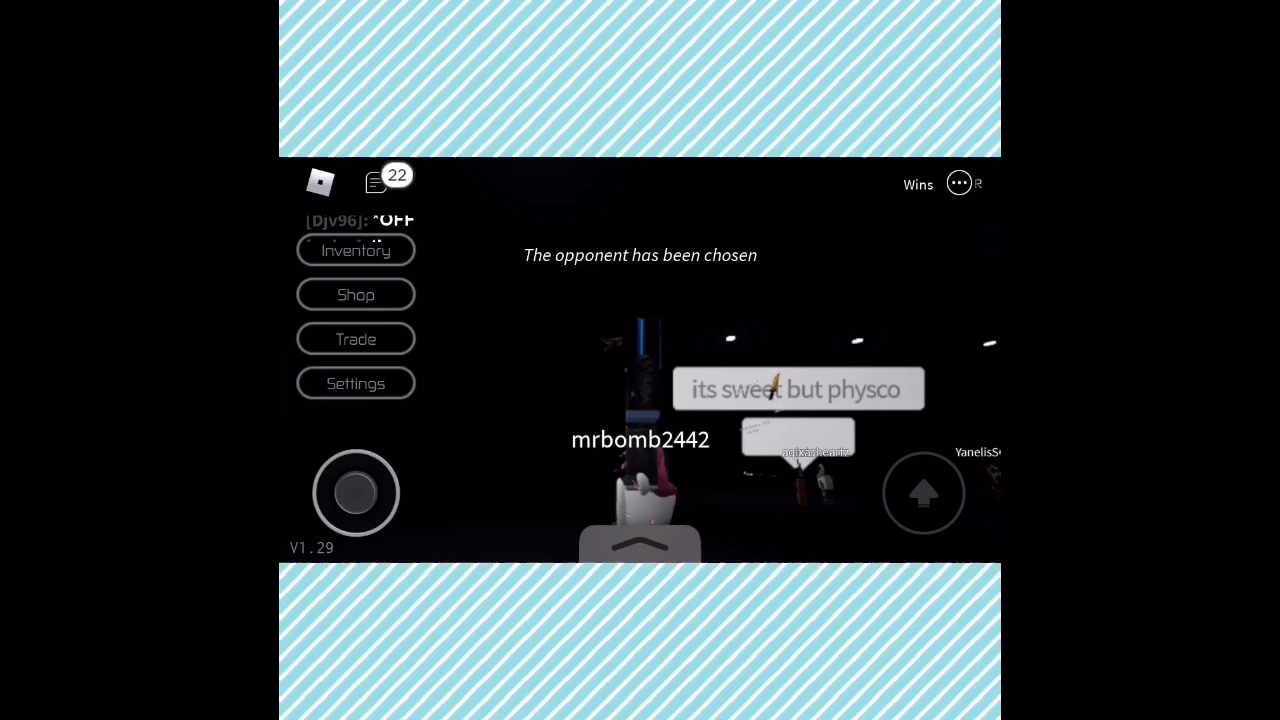 22
Wins
R
[Djv96]: *OFF
Inventory
The opponent has been chosen
Shop
Trade
Settings
its sweet but physco
mrbomb2442
aqlxaqheartz
V1.29